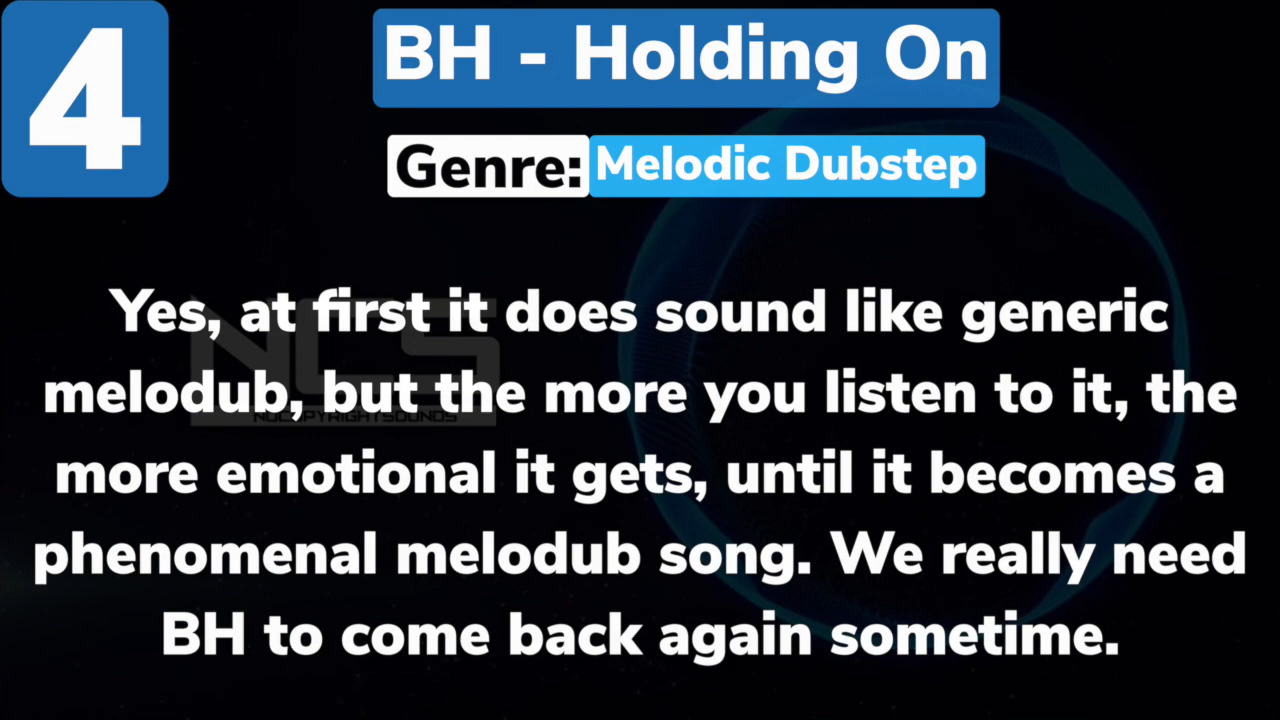 4
BH - Holding On
Genre: Melodic Dubstep
Yes, at first it does sound like generic
melodub, but the more you listen to it, the
more emotional it gets, until it becomes a
phenomenal melodub song. We really need
BH to come back again sometime.
NCS
NOCOPYRIGHTSOUNDS